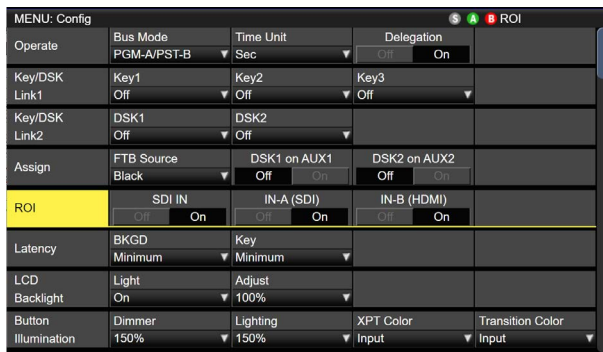 MENU: Config S A B ROI
Operate
Bus Mode Time Unit Delegation
PGM-A/PST-B Sec Off On
Key/DSK Link1
Key1 Key2 Key3
Off Off Off
Key/DSK Link2
DSK1 DSK2
Off Off
Assign
FTB Source DSK1 on AUX1 DSK2 on AUX2
Black Off On Off On
ROI
SDI IN IN-A (SDI) IN-B (HDMI)
Off On Off On Off On
Latency
BKGD Key
Minimum Minimum
LCD Backlight
Light Adjust
On 100%
Button Illumination
Dimmer Lighting XPT Color Transition Color
150% 150% Input Input